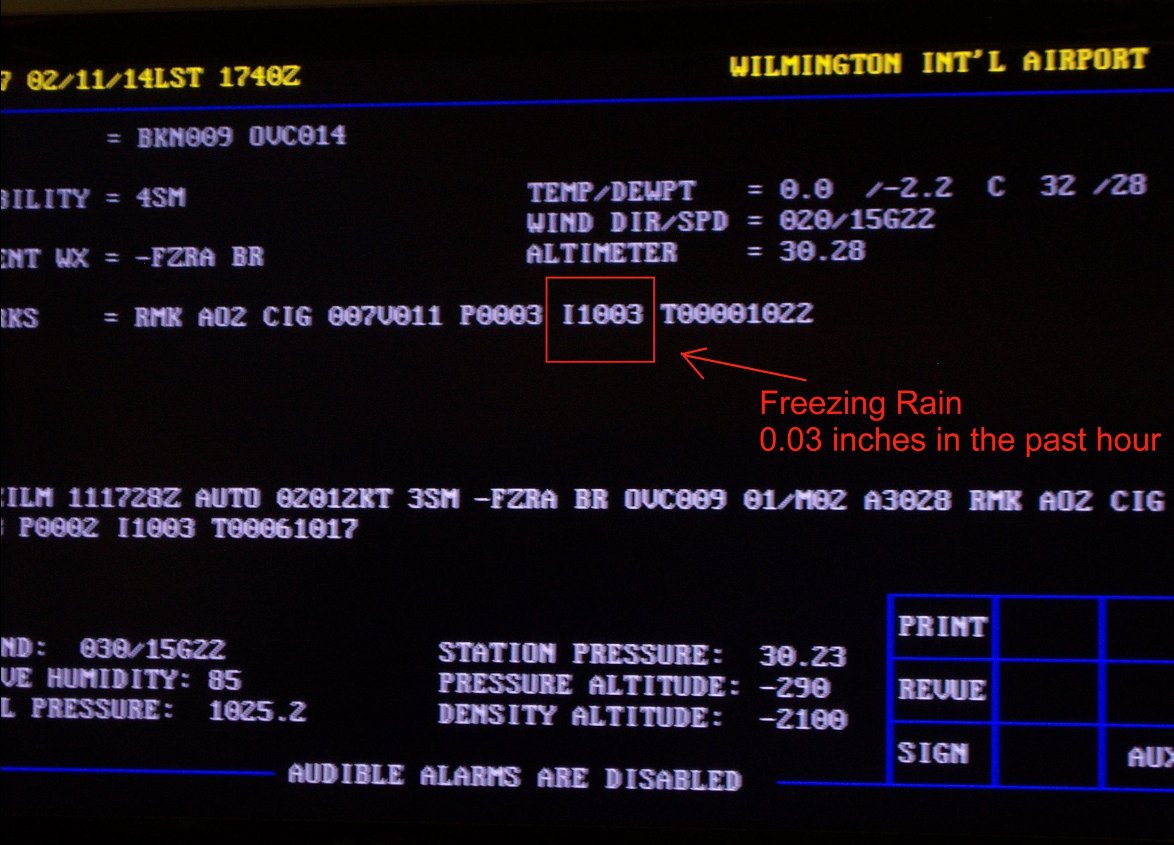 7 02/11/14LST 1740Z WILMINGTON INT'L AIRPORT
= BKN009 OVC014
BILITY = 4SM TEMP/DEWPT = 0.0 /-2.2 C 32 /28
WIND DIR/SPD = 020/15G22
ENT WX = -FZRA BR ALTIMETER = 30.28
RKS = RMK AO2 CIG 007V011 P0003 I1003 T00001022
Freezing Rain
0.03 inches in the past hour
ILM 111728Z AUTO 02012KT 3SM -FZRA BR OVC009 01/M02 A3028 RMK AO2 CIG
P0002 I1003 T00061017
ND: 030/15G22 STATION PRESSURE: 30.23
VE HUMIDITY: 85 PRESSURE ALTITUDE: -290
L PRESSURE: 1025.2 DENSITY ALTITUDE: -2100
PRINT
REVUE
SIGN AUX
AUDIBLE ALARMS ARE DISABLED